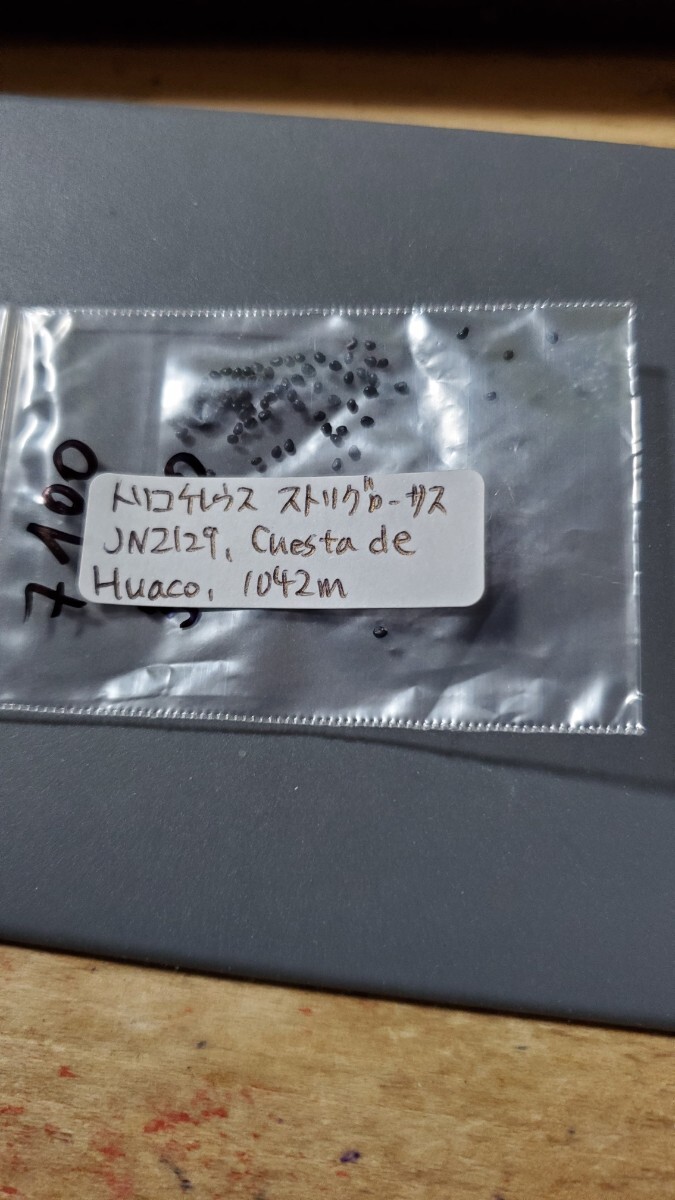 トリコケレウス ストリグローサス
JN2129, Cuesta de
Huaco, 1042m
7100